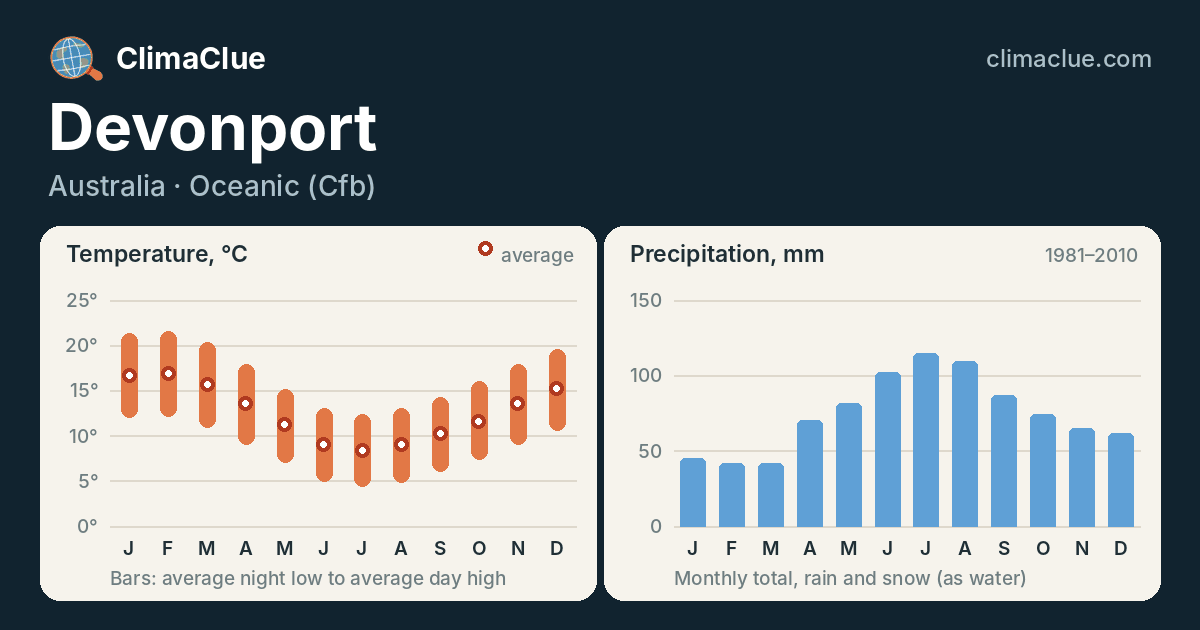 ClimaClue
climaclue.com
Devonport
Australia · Oceanic (Cfb)
Temperature, °C
average
25°
20°
15°
10°
5°
0°
J F M A M J J A S O N D
Bars: average night low to average day high
Precipitation, mm
1981–2010
150
100
50
0
J F M A M J J A S O N D
Monthly total, rain and snow (as water)